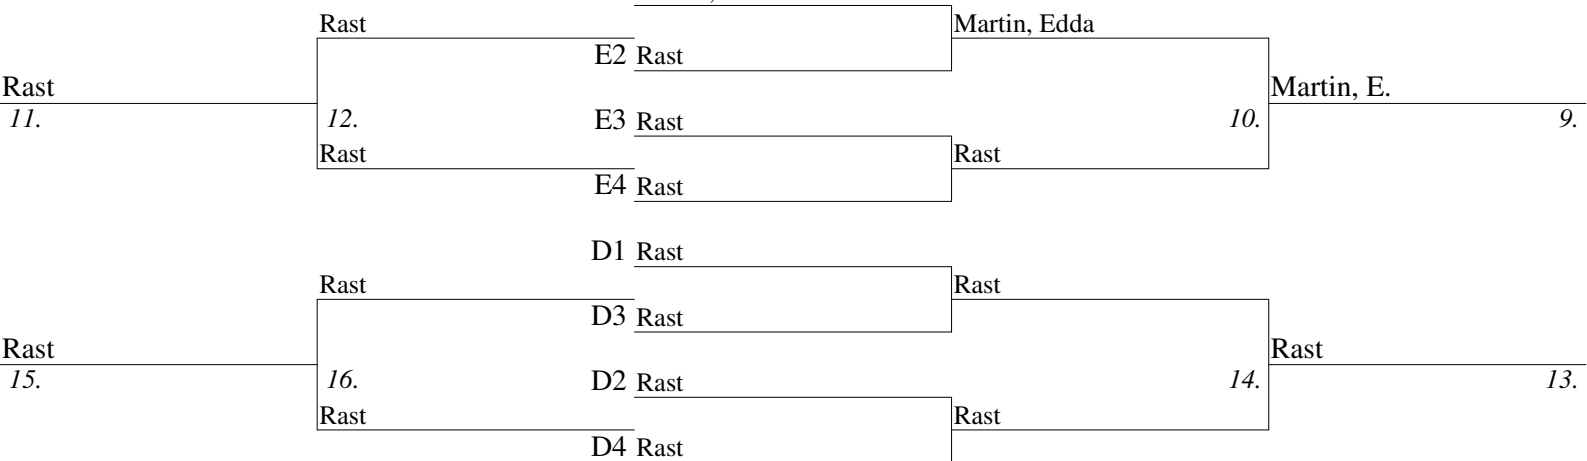 Rast
Martin, Edda
E2 Rast
Rast
Martin, E.
11.
12.
E3 Rast
10.
9.
Rast
Rast
E4 Rast
D1 Rast
Rast
Rast
D3 Rast
Rast
Rast
15.
16.
D2 Rast
14.
13.
Rast
Rast
D4 Rast